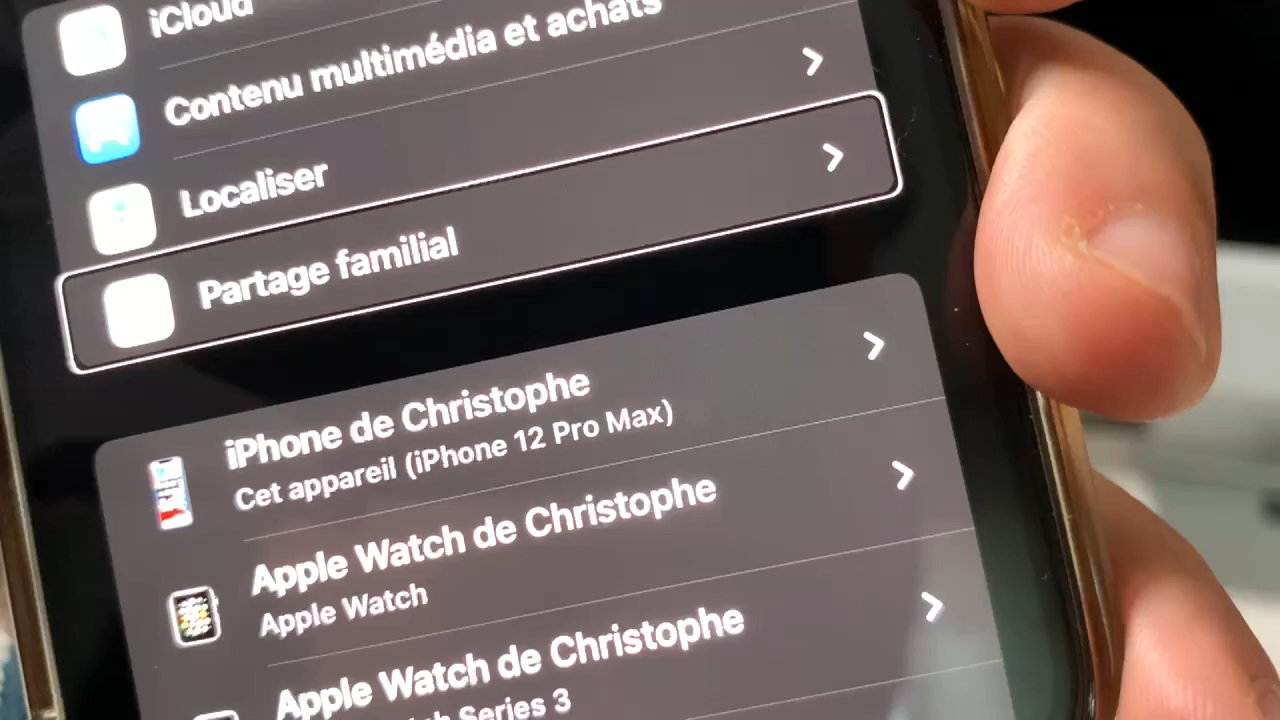 iCloud
Contenu multimédia et achats
Localiser
Partage familial
iPhone de Christophe
Cet appareil (iPhone 12 Pro Max)
Apple Watch de Christophe
Apple Watch
Apple Watch de Christophe
Series 3